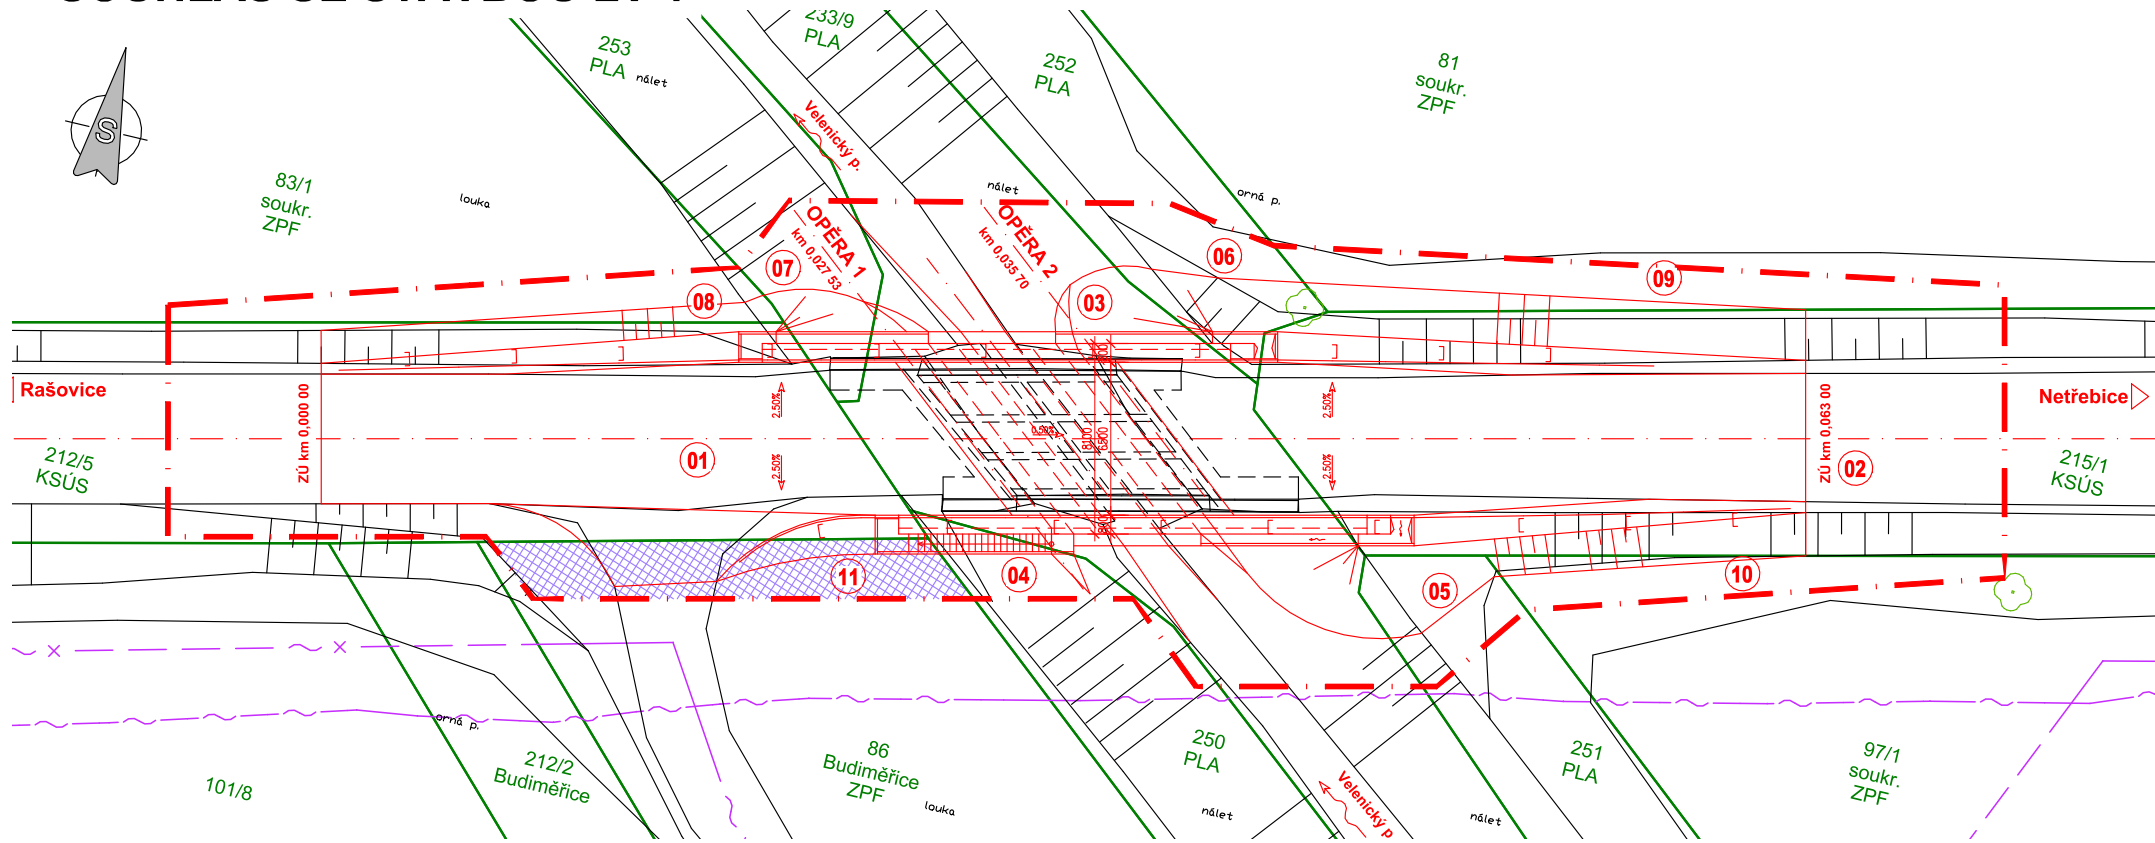 253
PLA
nálet
233/9
PLA
252
PLA
81
soukr.
ZPF
S
Velenický p.
83/1
soukr.
ZPF
louka
nálet
orná p.
OPĚRA 1
km 0,027 53
OPĚRA 2
km 0,035 70
07
06
09
08
03
Rašovice
ZÚ km 0,000 00
2.50%
2.50%
ZÚ km 0,063 00
Netřebice
212/5
KSÚS
01
2.50%
0.50%
8100
6500
2.50%
02
215/1
KSÚS
11
04
05
10
orná p.
212/2
Budiměřice
86
Budiměřice
ZPF
louka
250
PLA
nálet
Velenický p
251
PLA
nálet
97/1
soukr.
ZPF
101/8